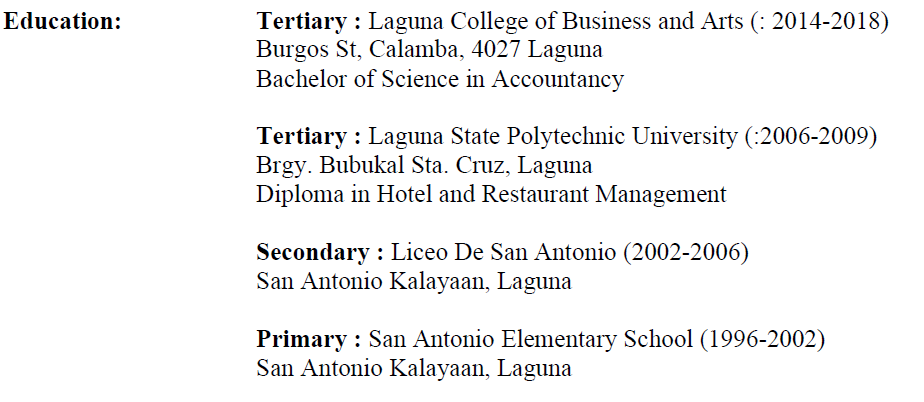 Education: Tertiary : Laguna College of Business and Arts (: 2014-2018)
Burgos St, Calamba, 4027 Laguna
Bachelor of Science in Accountancy
Tertiary : Laguna State Polytechnic University (:2006-2009)
Brgy. Bubukal Sta. Cruz, Laguna
Diploma in Hotel and Restaurant Management
Secondary : Liceo De San Antonio (2002-2006)
San Antonio Kalayaan, Laguna
Primary : San Antonio Elementary School (1996-2002)
San Antonio Kalayaan, Laguna